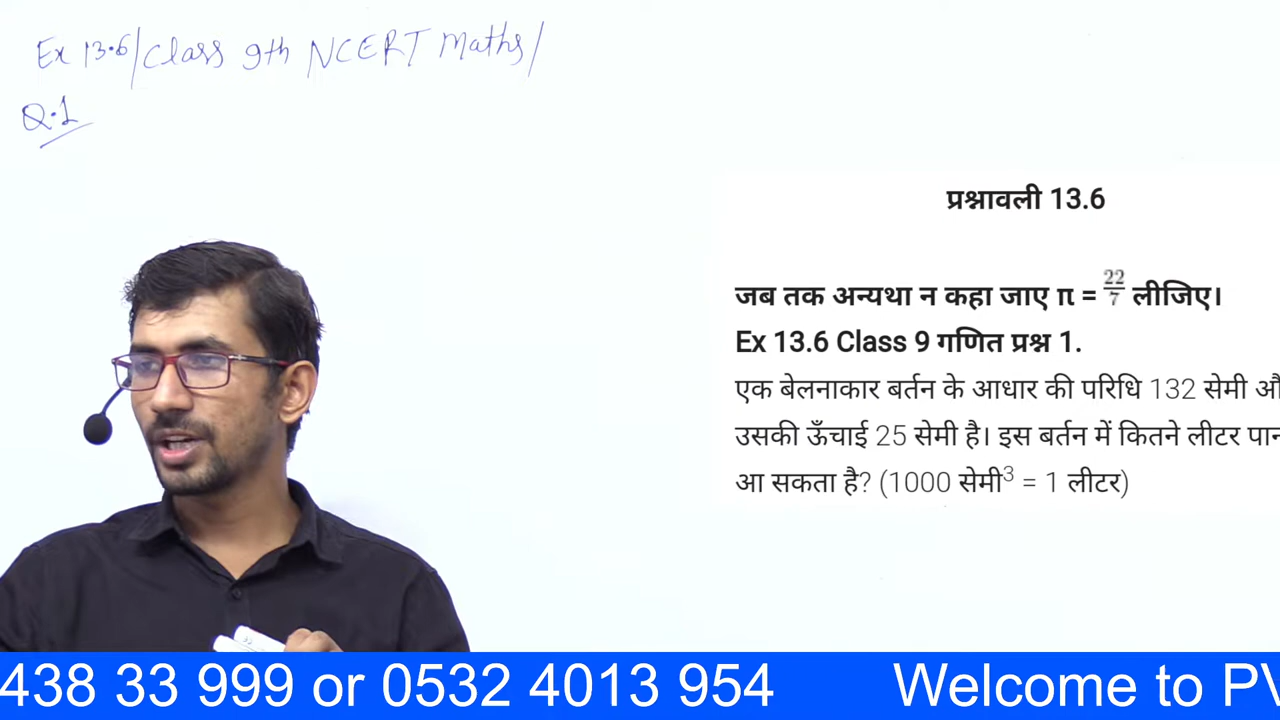 Ex 13.6/Class 9th NCERT Maths/
Q.1
प्रश्नावली 13.6
जब तक अन्यथा न कहा जाए π = 22/7 लीजिए।
Ex 13.6 Class 9 गणित प्रश्न 1.
एक बेलनाकार बर्तन के आधार की परिधि 132 सेमी
उसकी ऊँचाई 25 सेमी है। इस बर्तन में कितने लीटर
आ सकता है? (1000 सेमी³ = 1 लीटर)
438 33 999 or 0532 4013 954 Welcome to